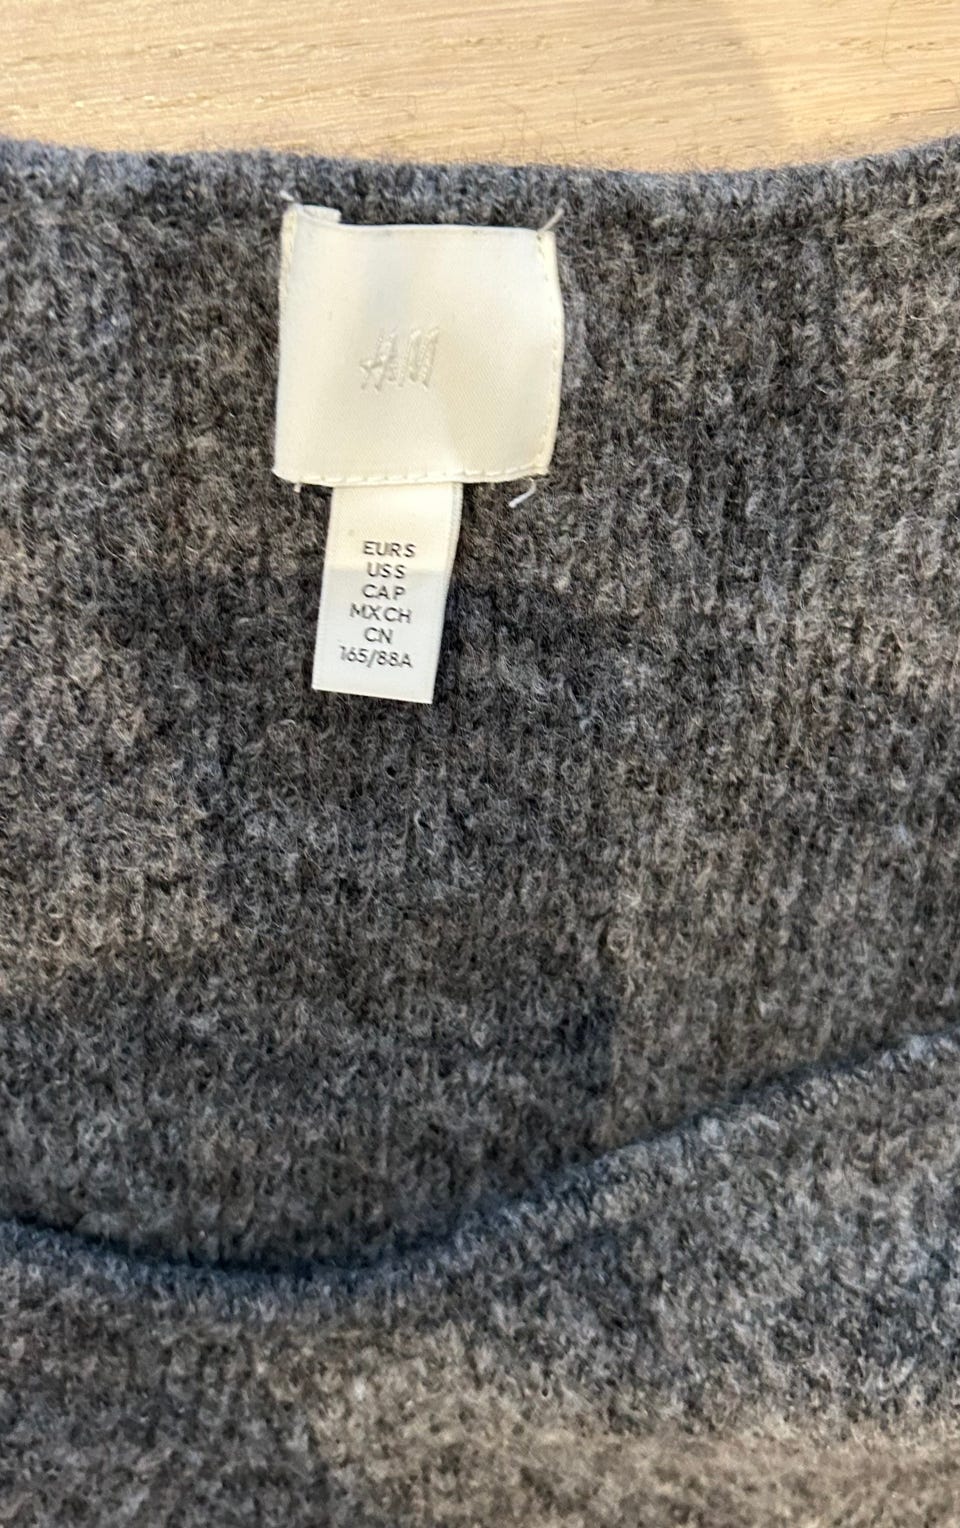 H&M
EUR S
US S
CA P
MX CH
CN
165/88A